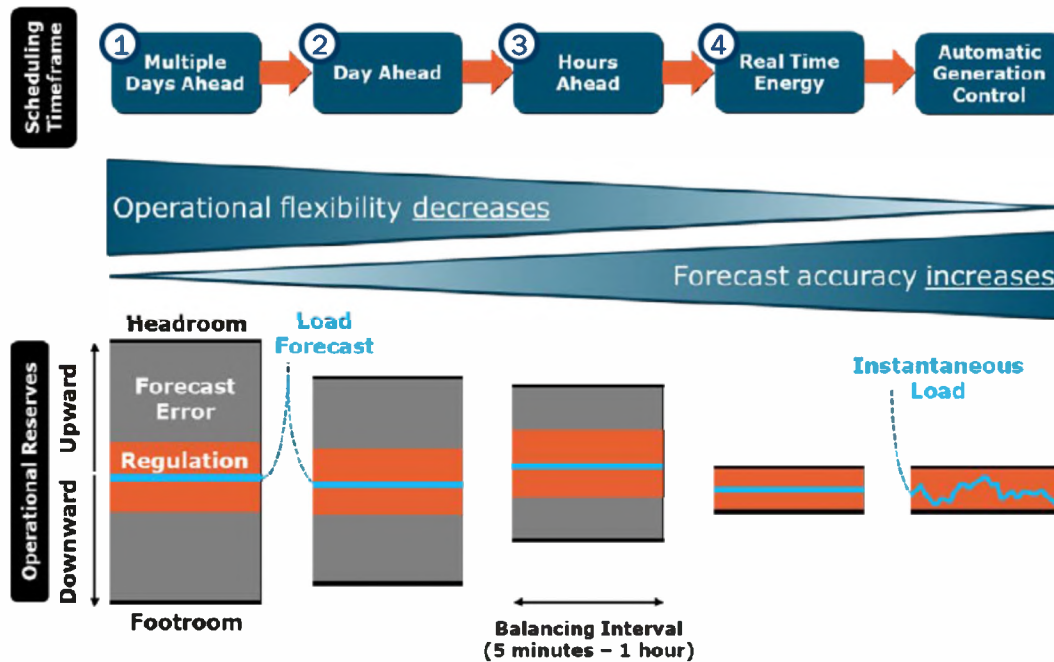 Scheduling
Timeframe
1
Multiple
Days Ahead
2
Day Ahead
3
Hours
Ahead
4
Real Time
Energy
Automatic
Generation
Control
Operational flexibility decreases
Forecast accuracy increases
Operational Reserves
Upward
Downward
Headroom
Forecast
Error
Regulation
Footroom
Load
Forecast
Instantaneous
Load
Balancing Interval
(5 minutes – 1 hour)